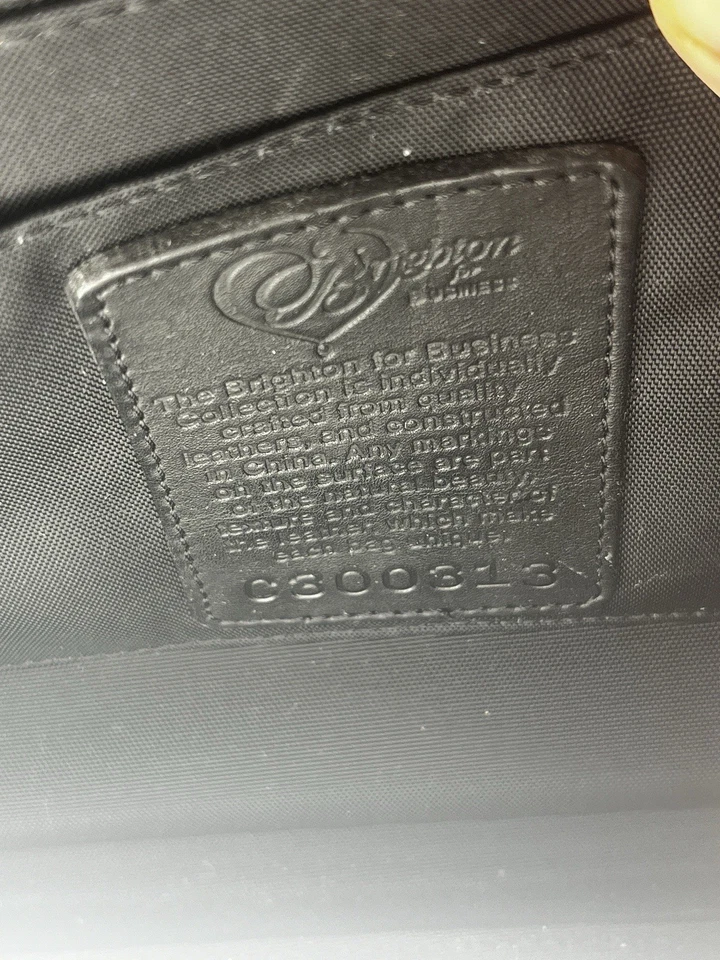 Brighton
for
BUSINESS
The Brighton for Business
Collection is individually
crafted from quality
leathers, and constructed
in China. Any markings
on the surface are part
of the natural beauty,
texture and character of
the leather which make
each bag unique.
C300313